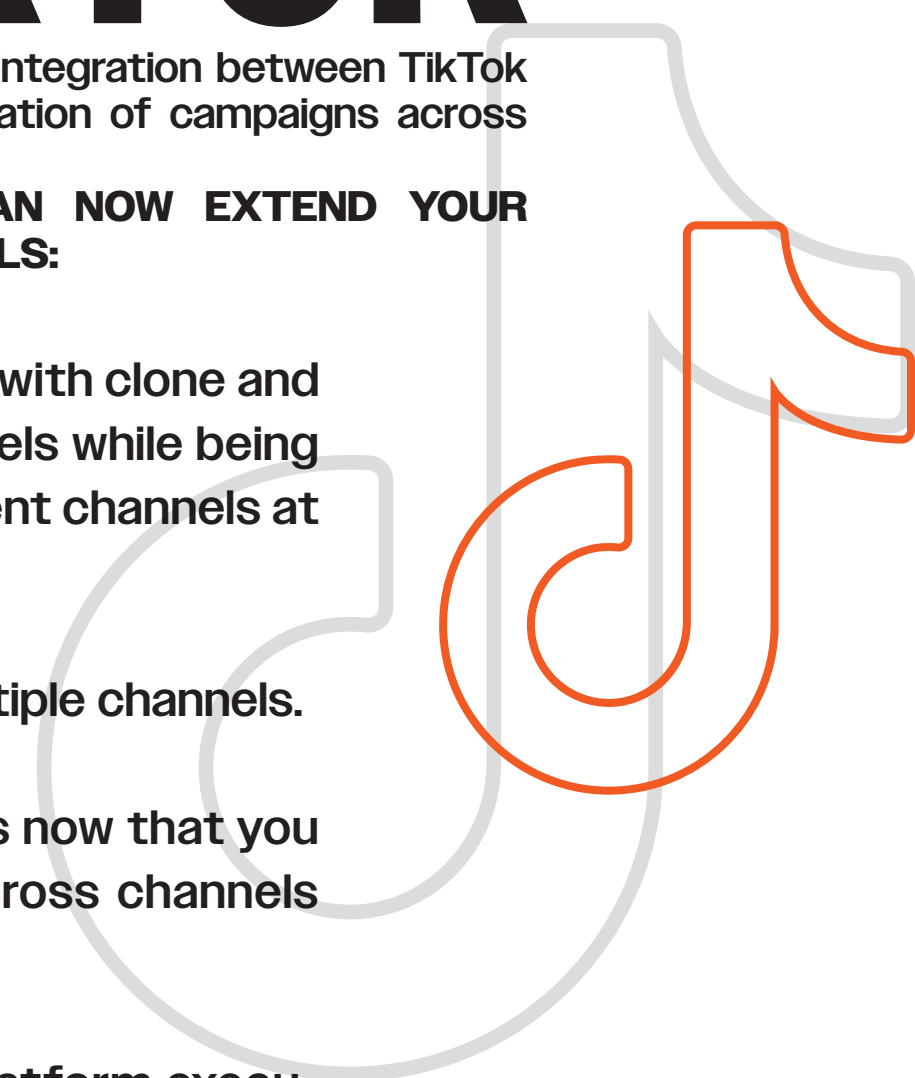 integration between TikTok
ation of campaigns across
AN NOW EXTEND YOUR
LS:
with clone and
els while being
ent channels at
tiple channels.
s now that you
ross channels